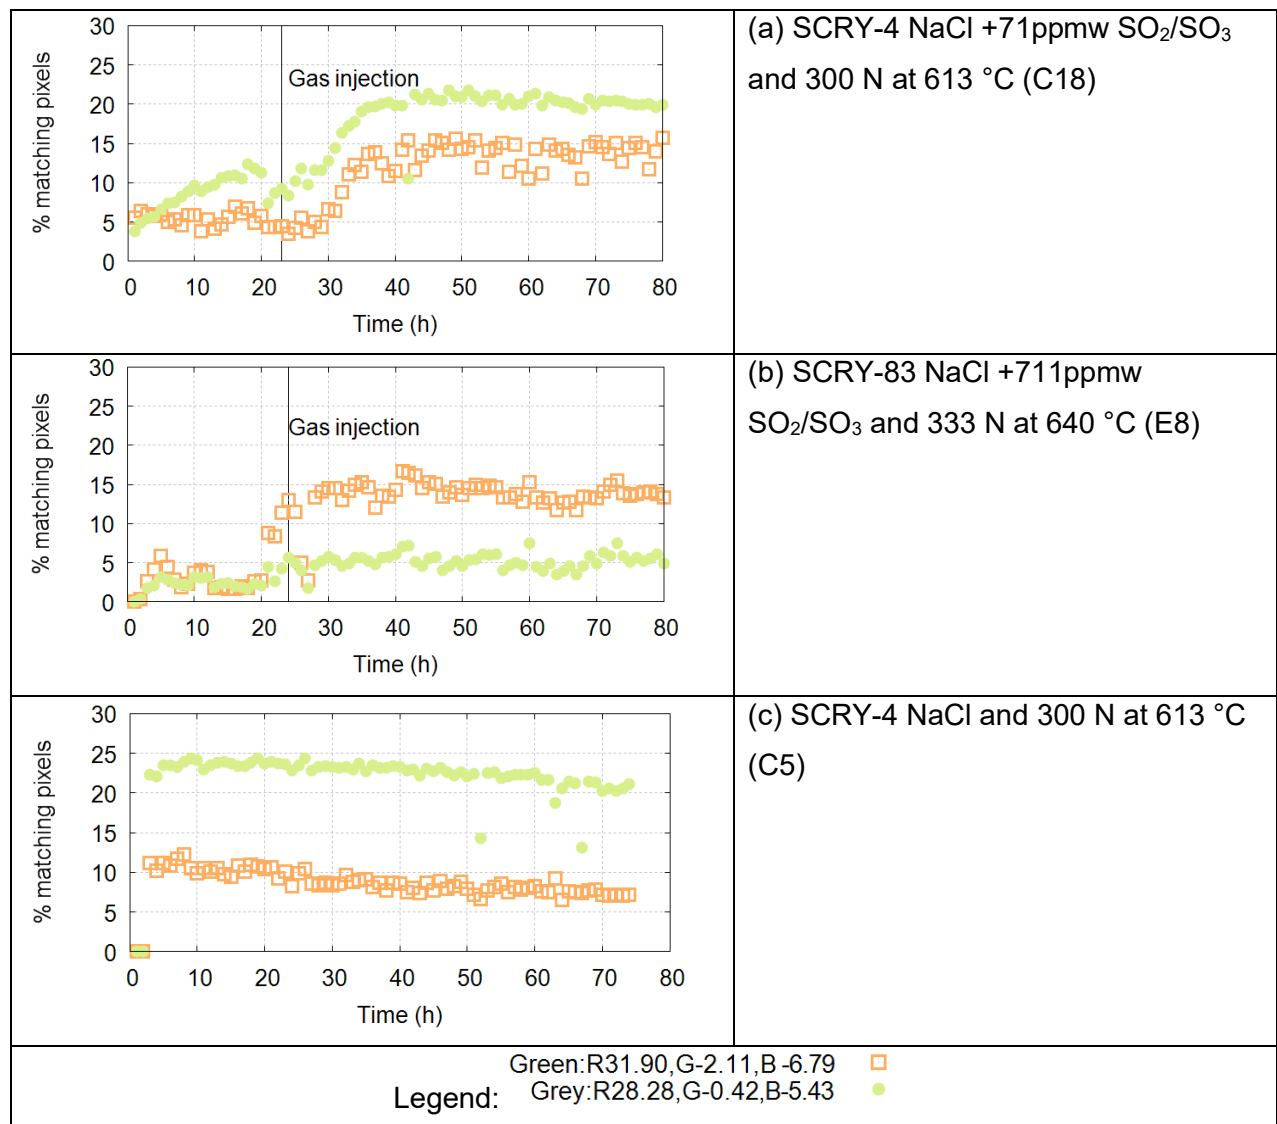 30
25
20
15
10
5
0
% matching pixels
Gas injection
0 10 20 30 40 50 60 70 80
Time (h)
(a) SCRY-4 NaCl +71ppmw SO₂/SO₃
and 300 N at 613 °C (C18)
30
25
20
15
10
5
0
% matching pixels
Gas injection
0 10 20 30 40 50 60 70 80
Time (h)
(b) SCRY-83 NaCl +711ppmw
SO₂/SO₃ and 333 N at 640 °C (E8)
30
25
20
15
10
5
0
% matching pixels
0 10 20 30 40 50 60 70 80
Time (h)
(c) SCRY-4 NaCl and 300 N at 613 °C
(C5)
Green:R31.90,G-2.11,B -6.79
Legend: Grey:R28.28,G-0.42,B-5.43